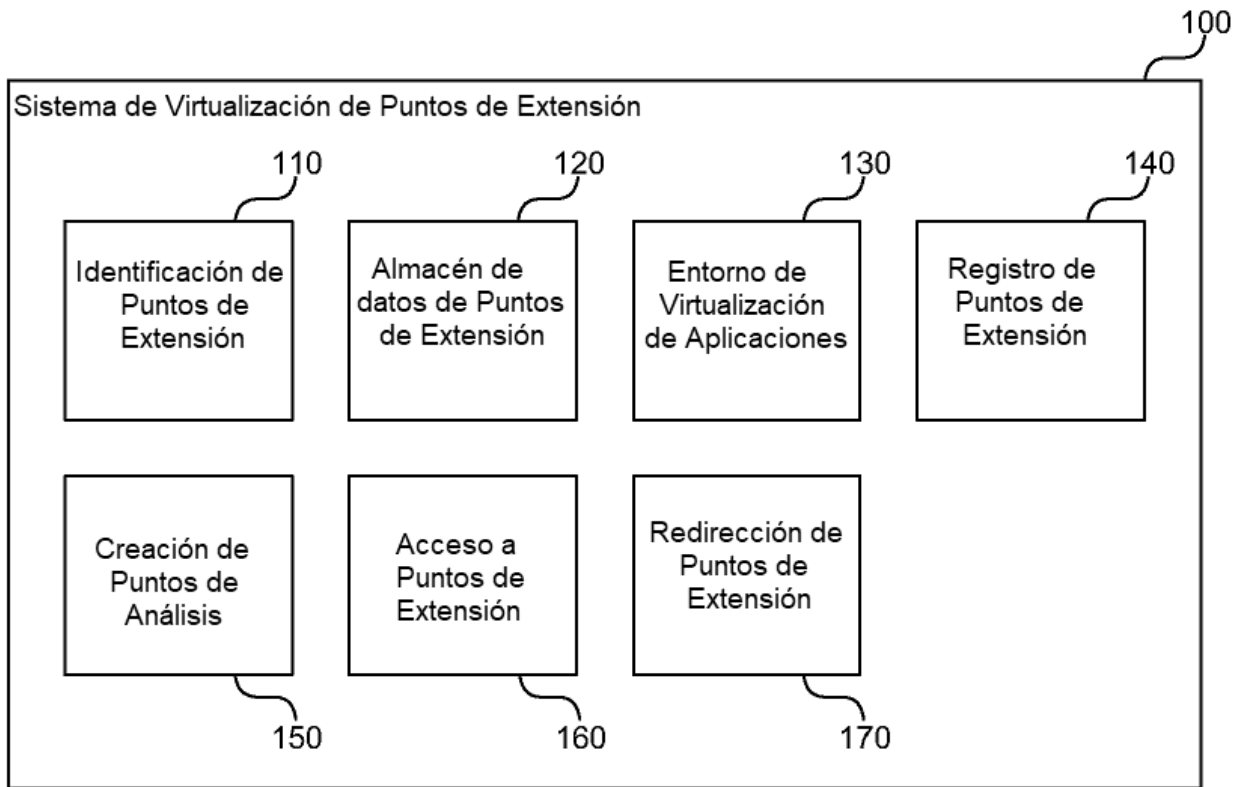 100
Sistema de Virtualización de Puntos de Extensión
110
120
130
140
Identificación de
Puntos de
Extensión
Almacén de
datos de Puntos
de Extensión
Entorno de
Virtualización
de Aplicaciones
Registro de
Puntos de
Extensión
Creación de
Puntos de
Análisis
Acceso a
Puntos de
Extensión
Redirección de
Puntos de
Extensión
150
160
170